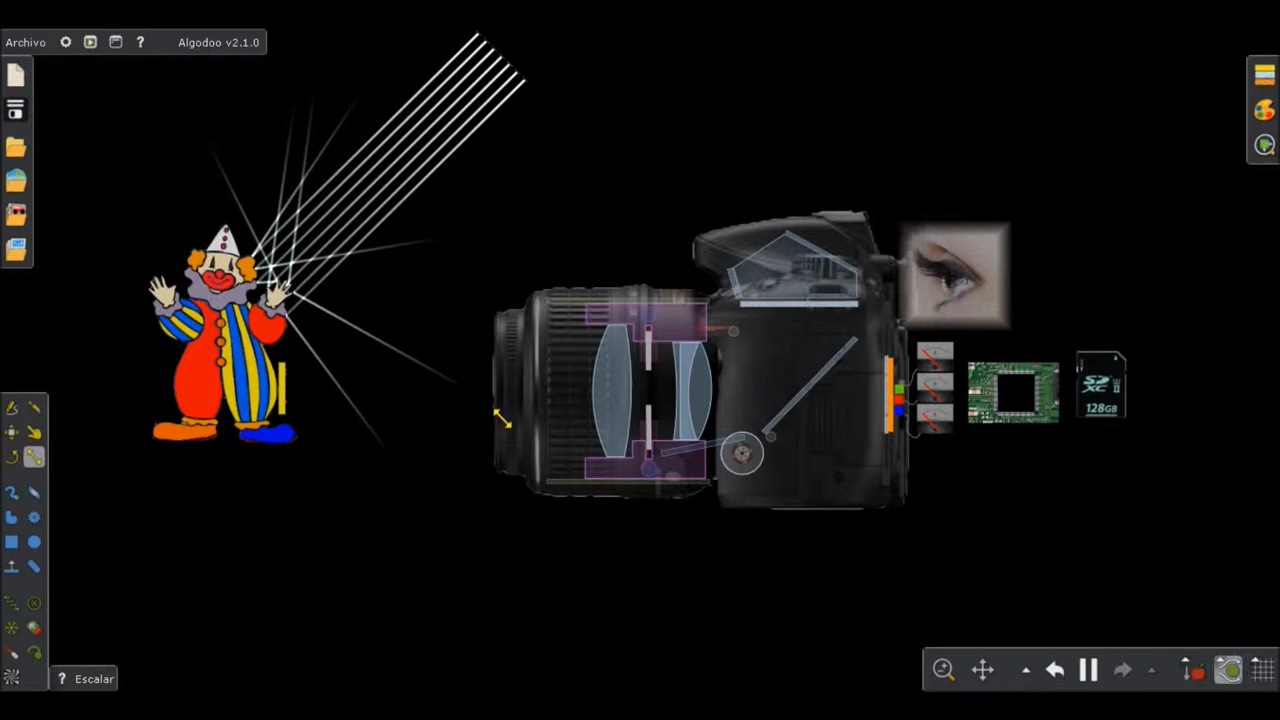 Archivo
?
Algodoo v2.1.0
SD
XC II
128GB
? Escalar